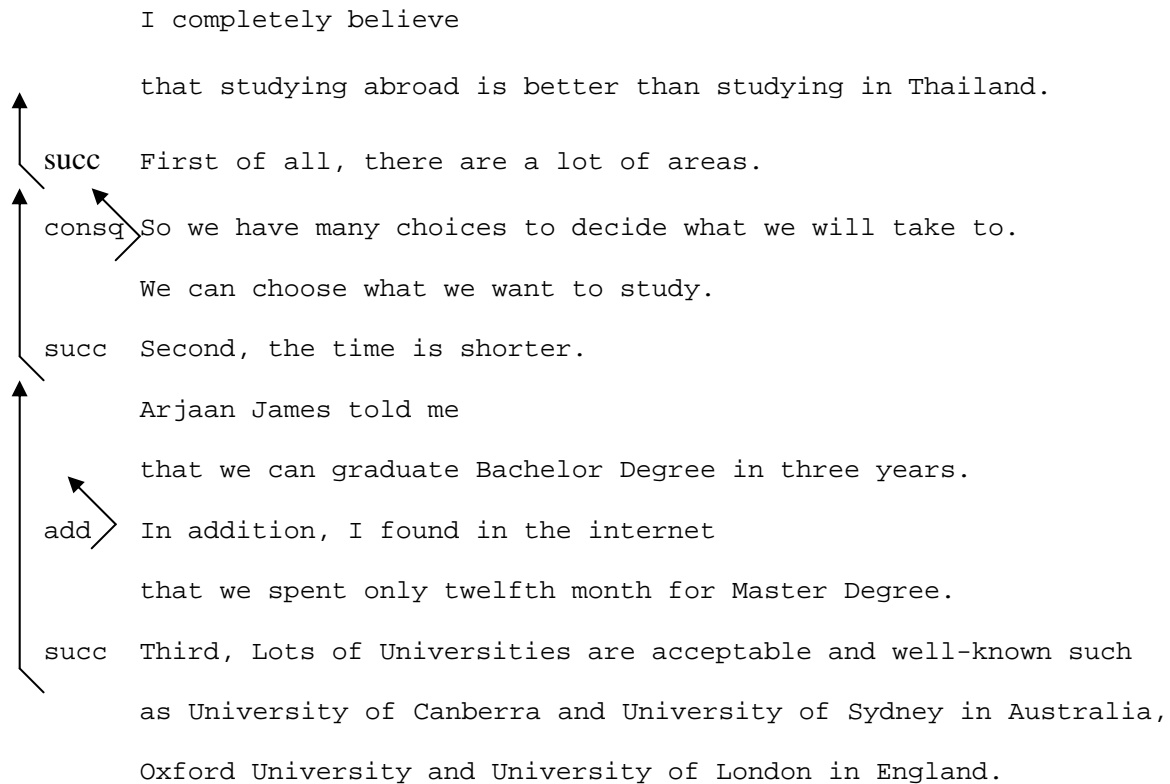 I completely believe
that studying abroad is better than studying in Thailand.
succ First of all, there are a lot of areas.
consq So we have many choices to decide what we will take to.
We can choose what we want to study.
succ Second, the time is shorter.
Arjaan James told me
that we can graduate Bachelor Degree in three years.
add In addition, I found in the internet
that we spent only twelfth month for Master Degree.
succ Third, Lots of Universities are acceptable and well-known such
as University of Canberra and University of Sydney in Australia,
Oxford University and University of London in England.